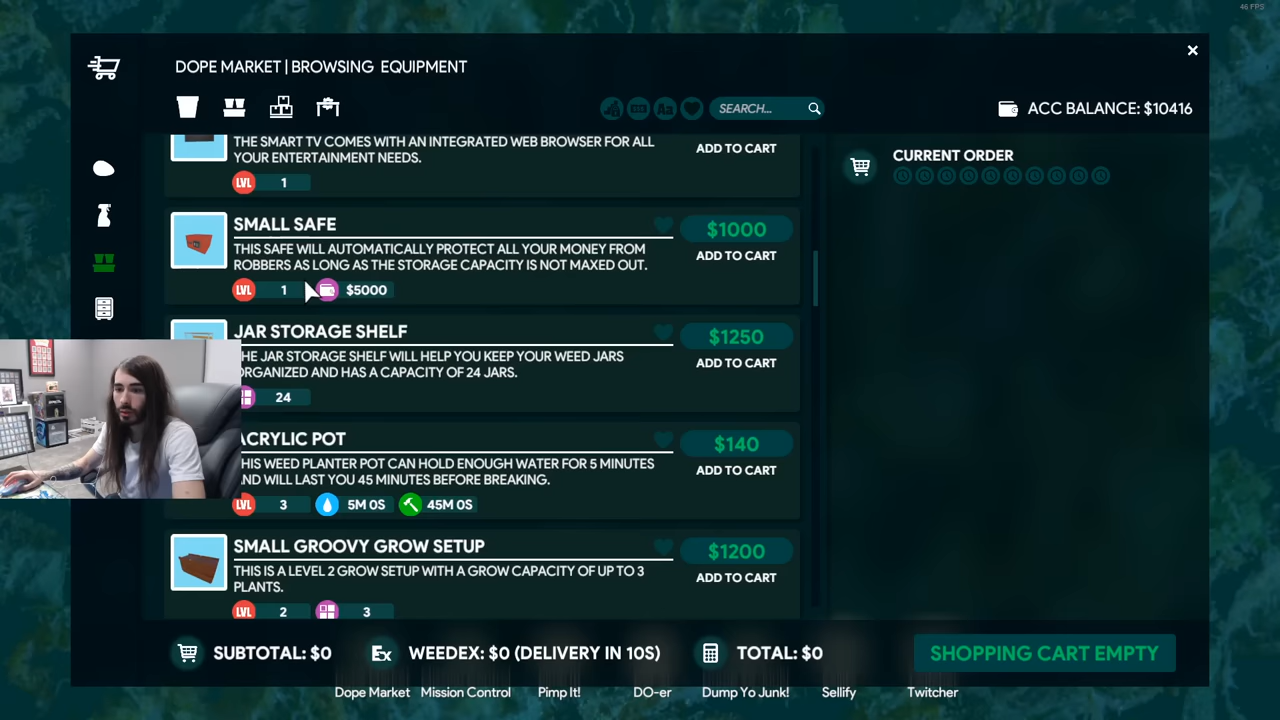 46 FPS
DOPE MARKET | BROWSING EQUIPMENT
Aa
SEARCH...
ACC BALANCE: $10416
THE SMART TV COMES WITH AN INTEGRATED WEB BROWSER FOR ALL
YOUR ENTERTAINMENT NEEDS.
ADD TO CART
LVL 1
CURRENT ORDER
SMALL SAFE
$1000
THIS SAFE WILL AUTOMATICALLY PROTECT ALL YOUR MONEY FROM
ROBBERS AS LONG AS THE STORAGE CAPACITY IS NOT MAXED OUT.
ADD TO CART
LVL 1 $5000
JAR STORAGE SHELF
$1250
THE JAR STORAGE SHELF WILL HELP YOU KEEP YOUR WEED JARS
ORGANIZED AND HAS A CAPACITY OF 24 JARS.
ADD TO CART
24
ACRYLIC POT
$140
THIS WEED PLANTER POT CAN HOLD ENOUGH WATER FOR 5 MINUTES
AND WILL LAST YOU 45 MINUTES BEFORE BREAKING.
ADD TO CART
LVL 3 5M 0S 45M 0S
SMALL GROOVY GROW SETUP
$1200
THIS IS A LEVEL 2 GROW SETUP WITH A GROW CAPACITY OF UP TO 3
PLANTS.
ADD TO CART
LVL 2 3
SUBTOTAL: $0
Ex WEEDEX: $0 (DELIVERY IN 10S)
TOTAL: $0
SHOPPING CART EMPTY
Dope Market Mission Control Pimp It! DO-er Dump Yo Junk! Sellify Twitcher